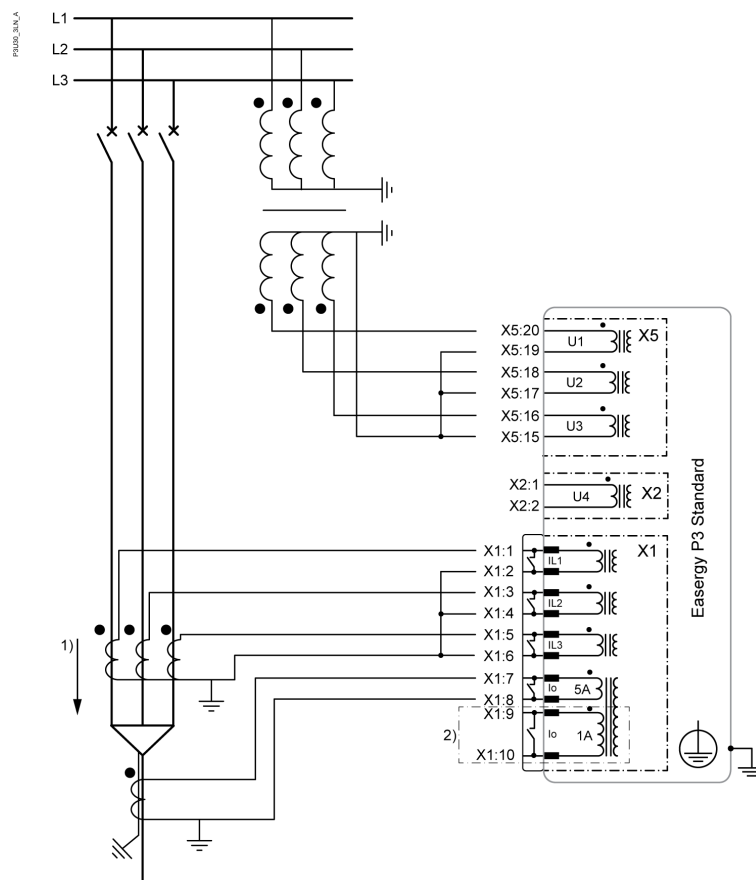 P3U30_3LN_A
L1
L2
L3
X5:20
U1
X5
X5:19
X5:18
U2
X5:17
X5:16
U3
X5:15
X2:1
U4
X2
X2:2
Easergy P3 Standard
X1:1
X1
IL1
X1:2
X1:3
IL2
X1:4
X1:5
IL3
1)
X1:6
X1:7
Io
5A
X1:8
X1:9
2)
Io
1A
X1:10